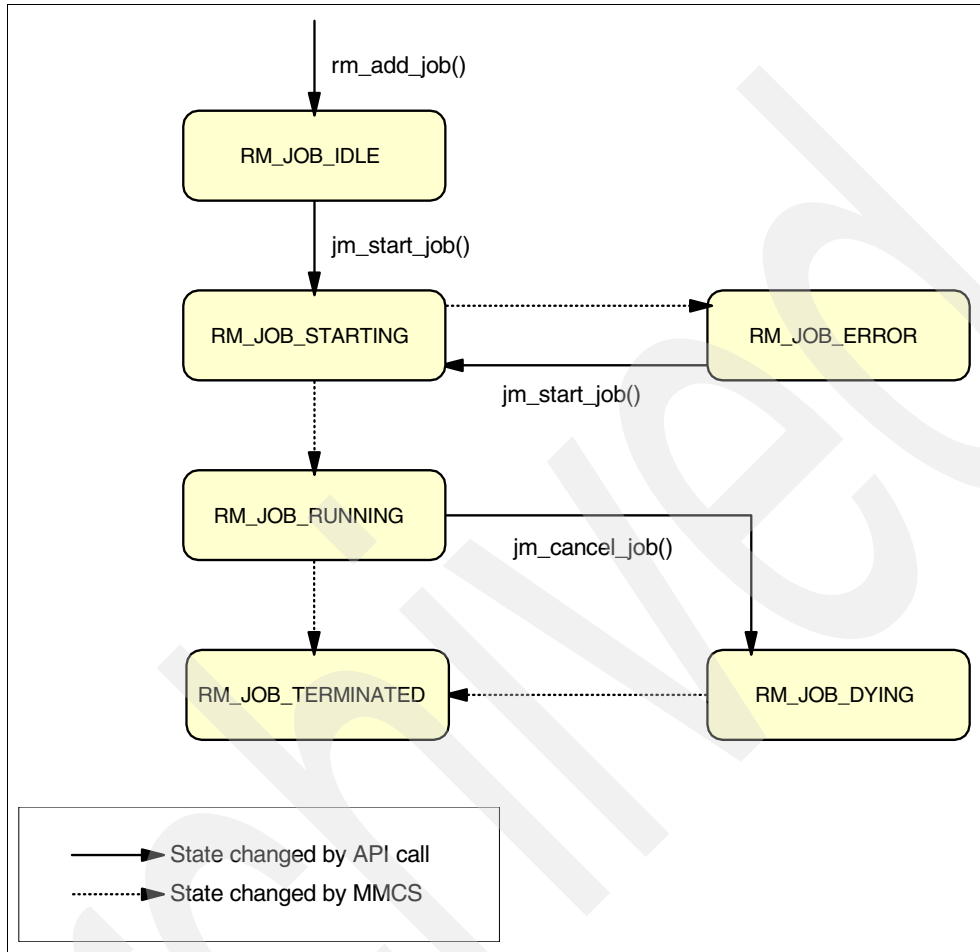 rm_add_job()
RM_JOB_IDLE
jm_start_job()
RM_JOB_STARTING
RM_JOB_ERROR
jm_start_job()
RM_JOB_RUNNING
jm_cancel_job()
RM_JOB_TERMINATED
RM_JOB_DYING
State changed by API call
State changed by MMCS